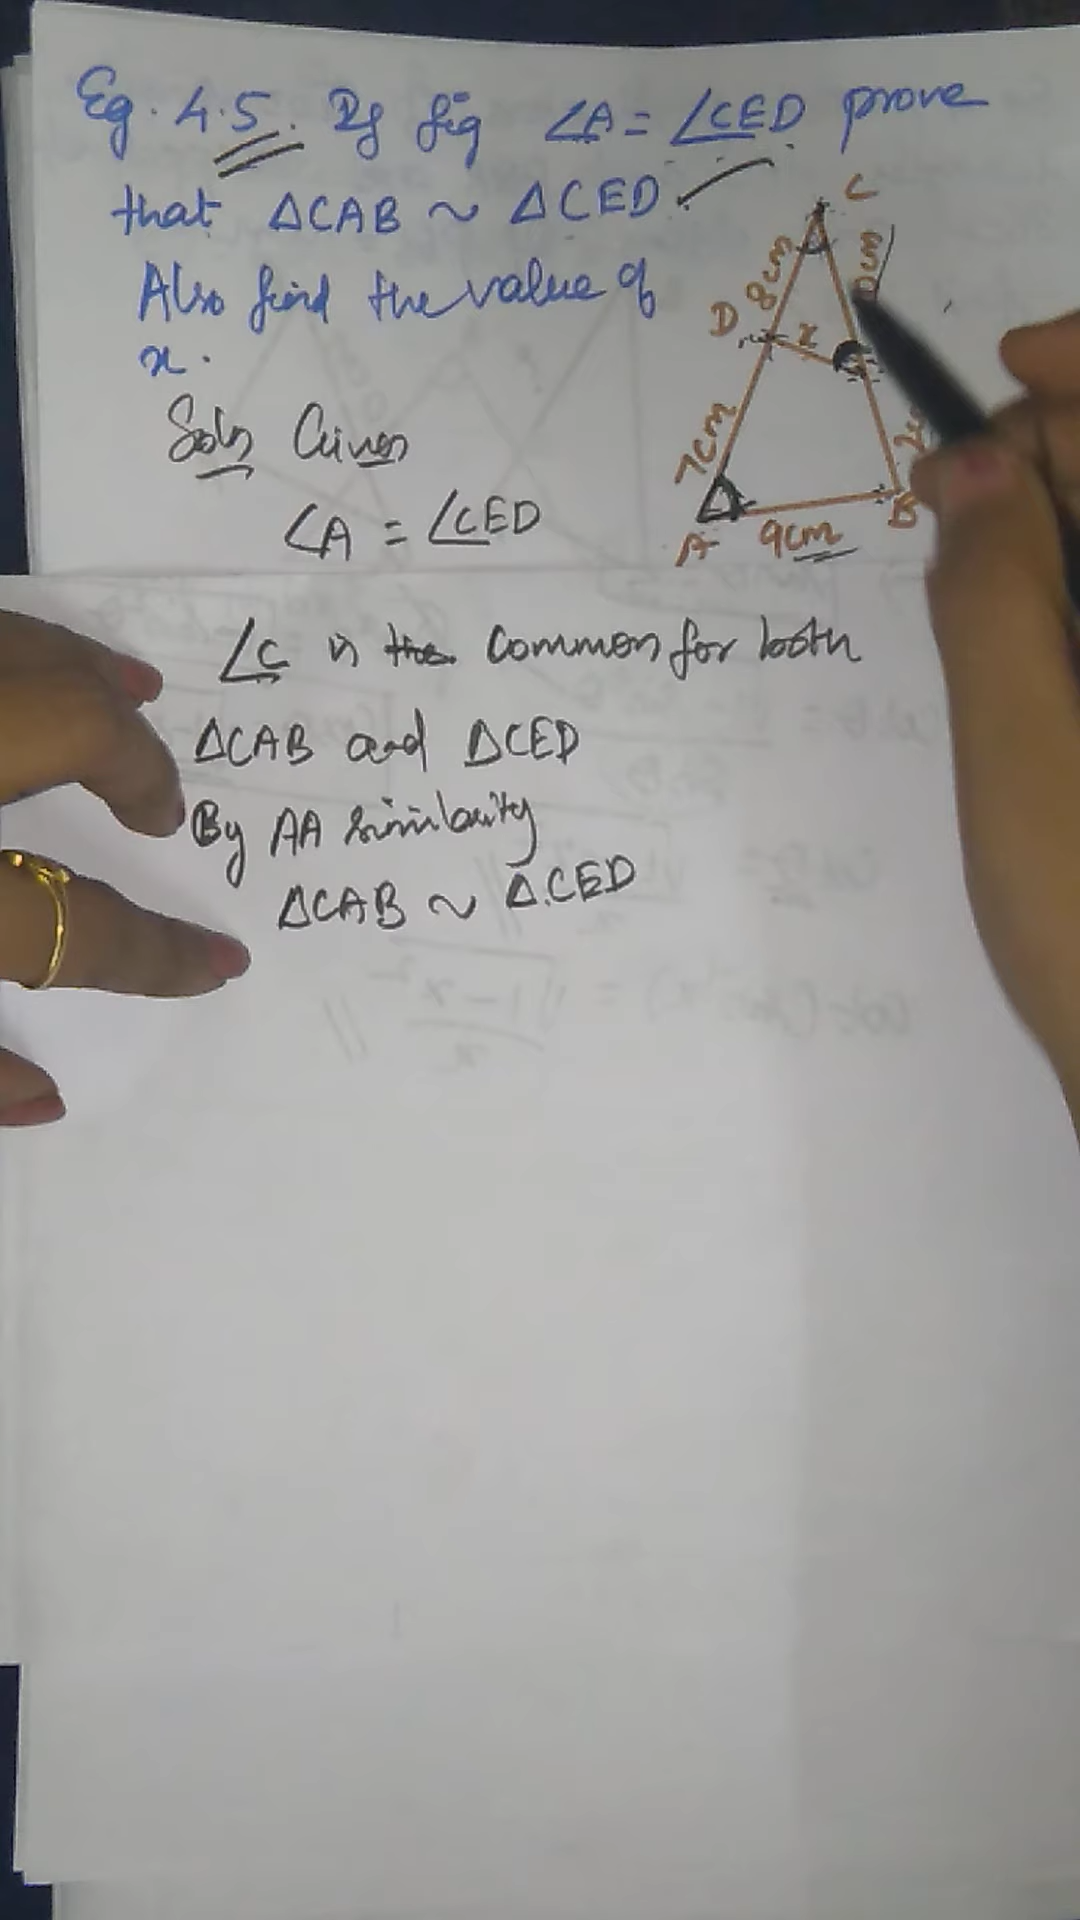 Eg. 4.5. If fig ∠A = ∠CED prove
that ΔCAB ~ ΔCED
Also find the value of
x.
Soln Given
∠A = ∠CED
∠C is the common for both
ΔCAB and ΔCED
By AA similarity
ΔCAB ~ ΔCED
C
8cm
D
x
7cm
A
9cm
B